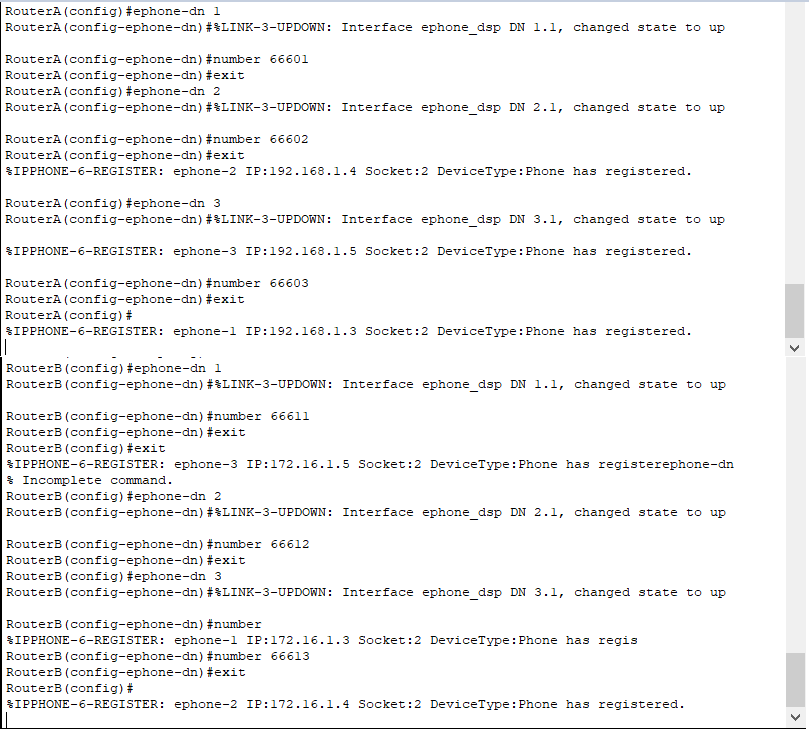 RouterA(config)#ephone-dn 1
RouterA(config-ephone-dn)#%LINK-3-UPDOWN: Interface ephone_dsp DN 1.1, changed state to up
RouterA(config-ephone-dn)#number 66601
RouterA(config-ephone-dn)#exit
RouterA(config)#ephone-dn 2
RouterA(config-ephone-dn)#%LINK-3-UPDOWN: Interface ephone_dsp DN 2.1, changed state to up
RouterA(config-ephone-dn)#number 66602
RouterA(config-ephone-dn)#exit
%IPPHONE-6-REGISTER: ephone-2 IP:192.168.1.4 Socket:2 DeviceType:Phone has registered.
RouterA(config)#ephone-dn 3
RouterA(config-ephone-dn)#%LINK-3-UPDOWN: Interface ephone_dsp DN 3.1, changed state to up
%IPPHONE-6-REGISTER: ephone-3 IP:192.168.1.5 Socket:2 DeviceType:Phone has registered.
RouterA(config-ephone-dn)#number 66603
RouterA(config-ephone-dn)#exit
RouterA(config)#
%IPPHONE-6-REGISTER: ephone-1 IP:192.168.1.3 Socket:2 DeviceType:Phone has registered.
RouterB(config)#ephone-dn 1
RouterB(config-ephone-dn)#%LINK-3-UPDOWN: Interface ephone_dsp DN 1.1, changed state to up
RouterB(config-ephone-dn)#number 66611
RouterB(config-ephone-dn)#exit
RouterB(config)#exit
%IPPHONE-6-REGISTER: ephone-3 IP:172.16.1.5 Socket:2 DeviceType:Phone has registerephone-dn
% Incomplete command.
RouterB(config)#ephone-dn 2
RouterB(config-ephone-dn)#%LINK-3-UPDOWN: Interface ephone_dsp DN 2.1, changed state to up
RouterB(config-ephone-dn)#number 66612
RouterB(config-ephone-dn)#exit
RouterB(config)#ephone-dn 3
RouterB(config-ephone-dn)#%LINK-3-UPDOWN: Interface ephone_dsp DN 3.1, changed state to up
RouterB(config-ephone-dn)#number
%IPPHONE-6-REGISTER: ephone-1 IP:172.16.1.3 Socket:2 DeviceType:Phone has regis
RouterB(config-ephone-dn)#number 66613
RouterB(config-ephone-dn)#exit
RouterB(config)#
%IPPHONE-6-REGISTER: ephone-2 IP:172.16.1.4 Socket:2 DeviceType:Phone has registered.